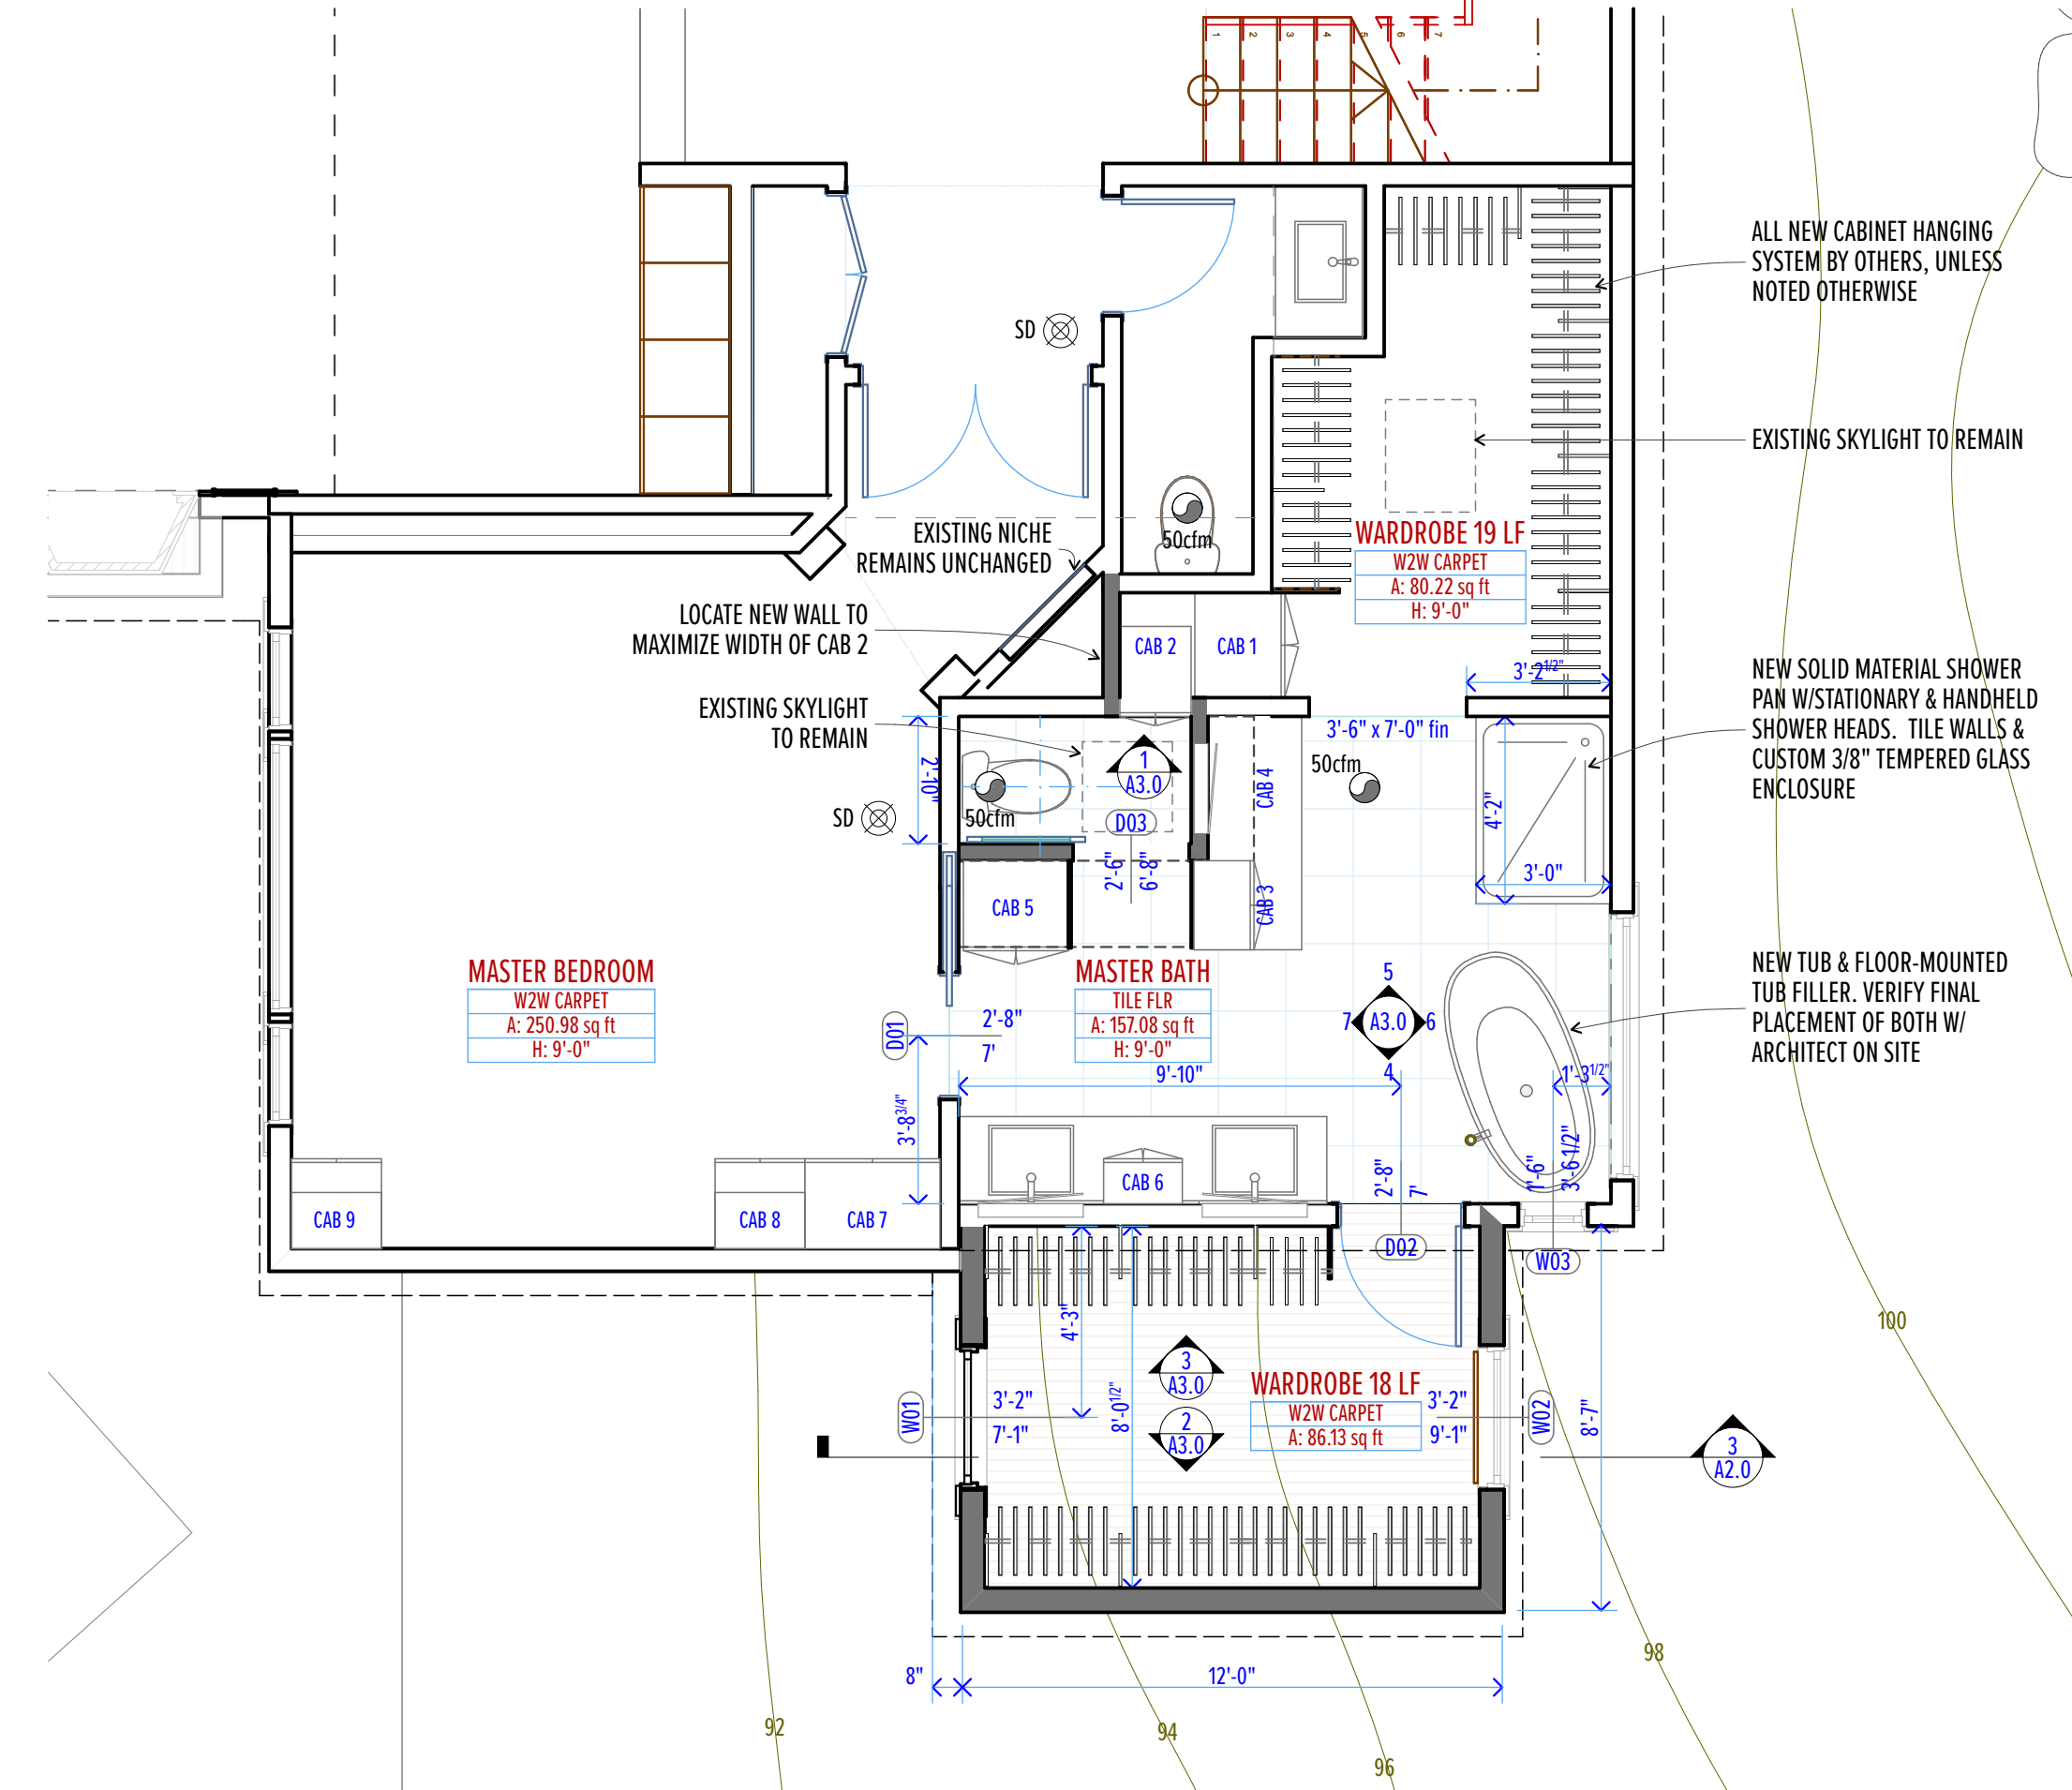 1
2
3
4
5
6
7
ALL NEW CABINET HANGING
SYSTEM BY OTHERS, UNLESS
NOTED OTHERWISE
SD
EXISTING SKYLIGHT TO REMAIN
EXISTING NICHE
REMAINS UNCHANGED
50cfm
WARDROBE 19 LF
W2W CARPET
A: 80.22 sq ft
H: 9'-0"
LOCATE NEW WALL TO
MAXIMIZE WIDTH OF CAB 2
CAB 2
CAB 1
3'-2 1/2"
NEW SOLID MATERIAL SHOWER
PAN W/STATIONARY & HANDHELD
SHOWER HEADS. TILE WALLS &
CUSTOM 3/8" TEMPERED GLASS
ENCLOSURE
EXISTING SKYLIGHT
TO REMAIN
3'-6" x 7'-0" fin
2'-10"
1
A3.0
CAB 4
50cfm
4'-2"
SD
50cfm
D03
2'-6"
6'-8"
3'-0"
CAB 5
CAB 3
MASTER BEDROOM
W2W CARPET
A: 250.98 sq ft
H: 9'-0"
MASTER BATH
TILE FLR
A: 157.08 sq ft
H: 9'-0"
5
7
A3.0
6
4
NEW TUB & FLOOR-MOUNTED
TUB FILLER. VERIFY FINAL
PLACEMENT OF BOTH W/
ARCHITECT ON SITE
D01
2'-8"
7'
9'-10"
1'-3 1/2"
3'-8 3/4"
CAB 6
2'-8"
7'
1'-6"
3'-6 1/2"
CAB 9
CAB 8
CAB 7
D02
W03
4'-3"
8'-0 1/2"
3
A3.0
2
A3.0
W01
3'-2"
7'-1"
WARDROBE 18 LF
W2W CARPET
A: 86.13 sq ft
3'-2"
9'-1"
W02
8'-7"
3
A2.0
100
98
8"
12'-0"
92
94
96